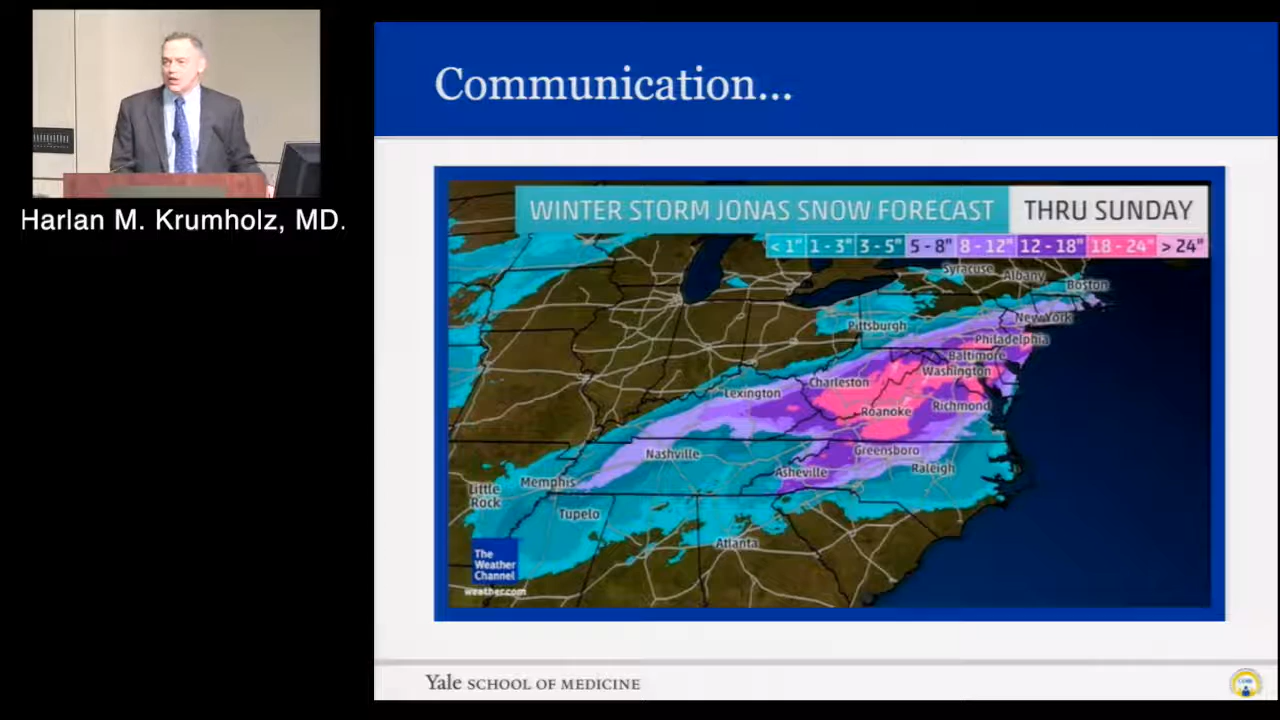 Harlan M. Krumholz, MD.
Communication...
WINTER STORM JONAS SNOW FORECAST THRU SUNDAY
< 1" 1 - 3" 3 - 5" 5 - 8" 8 - 12" 12 - 18" 18 - 24" > 24"
Syracuse Albany
Boston
New York
Pittsburgh
Philadelphia
Baltimore
Washington
Charleston
Lexington
Roanoke
Richmond
Nashville
Greensboro
Asheville
Raleigh
Memphis
Little
Rock
Tupelo
Atlanta
The
Weather
Channel
weather.com
Yale SCHOOL OF MEDICINE